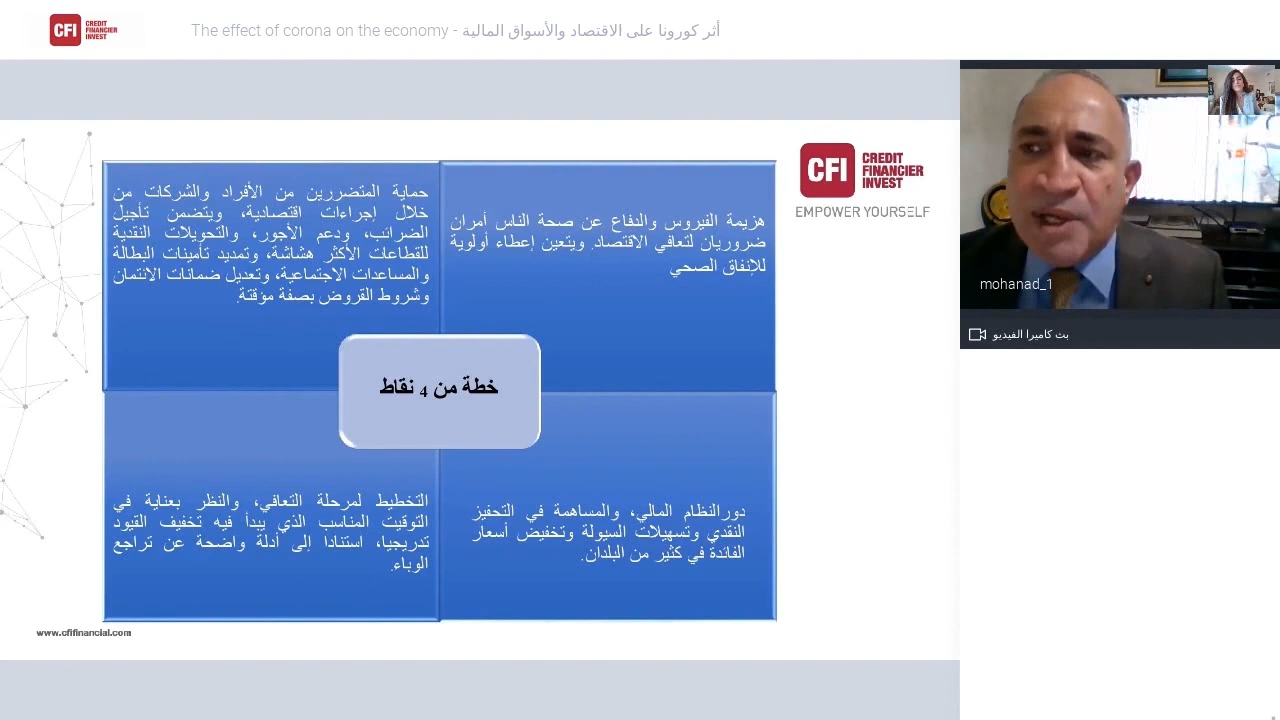 CFI CREDIT
FINANCIER
INVEST
The effect of corona on the economy - أثر كورونا على الاقتصاد والأسواق المالية
CFI CREDIT
FINANCIER
INVEST
EMPOWER YOURSELF
هزيمة الفيروس والدفاع عن صحة الناس أمران
ضروريان لتعافي الاقتصاد. ويتعين إعطاء أولوية
للإنفاق الصحي
حماية المتضررين من الأفراد والشركات من
خلال إجراءات اقتصادية، ويتضمن تأجيل
الضرائب، ودعم الأجور، والتحويلات النقدية
للقطاعات الأكثر هشاشة، وتمديد تأمينات البطالة
والمساعدات الاجتماعية، وتعديل ضمانات الائتمان
وشروط القروض بصفة مؤقتة.
خطة من 4 نقاط
دورالنظام المالي، والمساهمة في التحفيز
النقدي وتسهيلات السيولة وتخفيض أسعار
الفائدة في كثير من البلدان.
التخطيط لمرحلة التعافي، والنظر بعناية في
التوقيت المناسب الذي يبدأ فيه تخفيف القيود
تدريجيا، استنادا إلى أدلة واضحة عن تراجع
الوباء.
www.cfifinancial.com
mohanad_1
بث كاميرا الفيديو